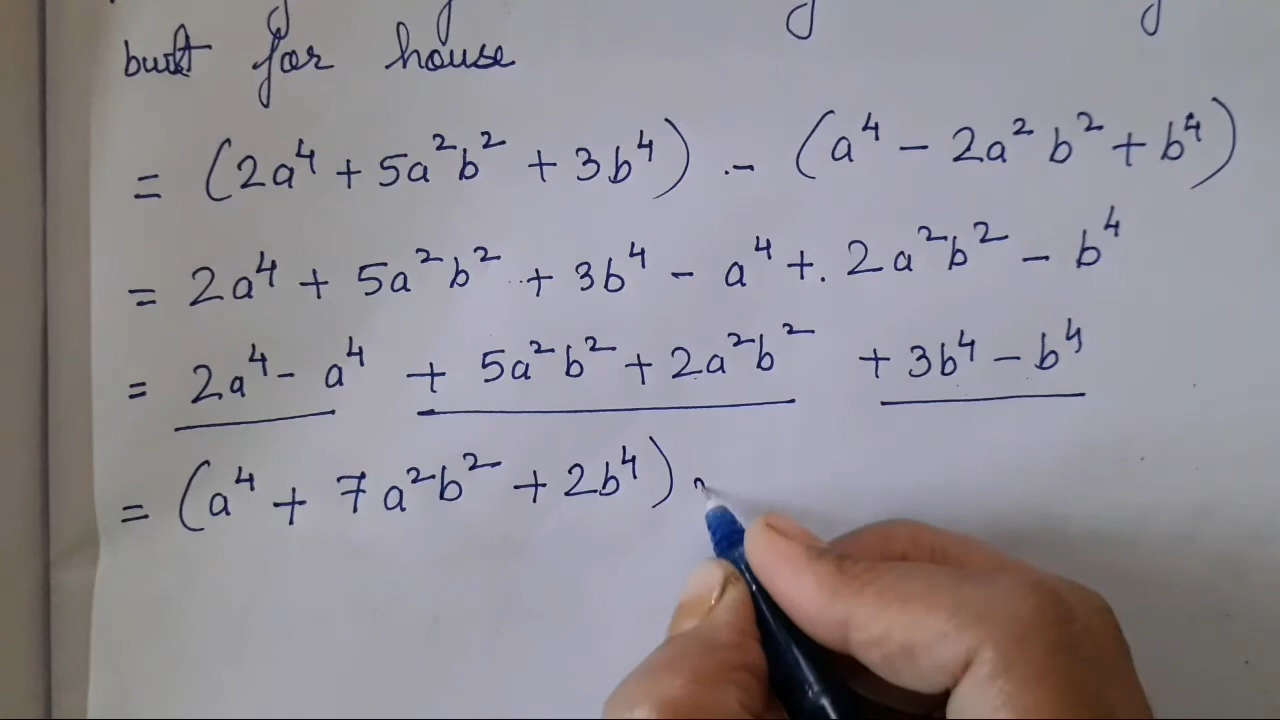 built for house
= (2a⁴ + 5a²b² + 3b⁴) - (a⁴ - 2a²b² + b⁴)
= 2a⁴ + 5a²b² + 3b⁴ - a⁴ + 2a²b² - b⁴
= 2a⁴ - a⁴ + 5a²b² + 2a²b² + 3b⁴ - b⁴
= (a⁴ + 7a²b² + 2b⁴)